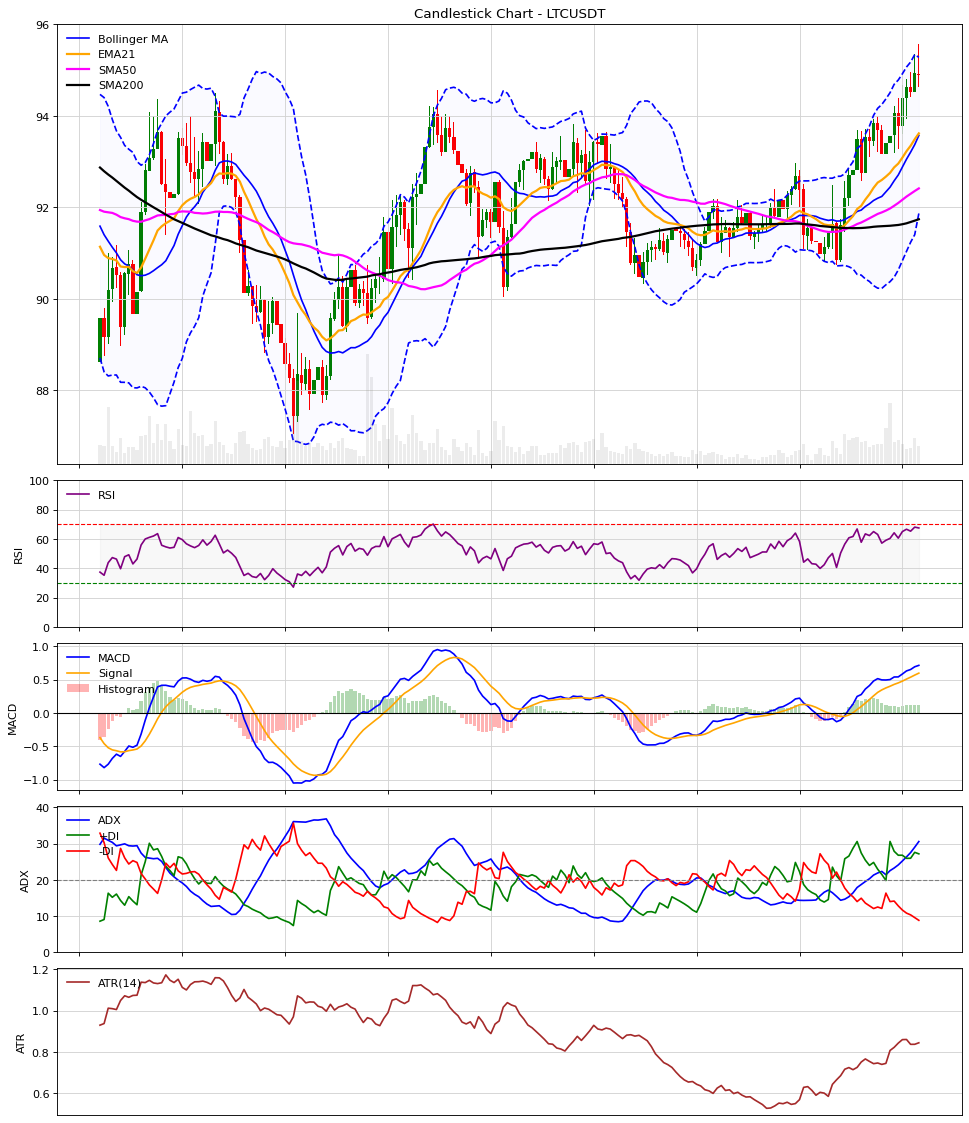 Candlestick Chart - LTCUSDT
96
94
92
90
88
Bollinger MA
EMA21
SMA50
SMA200
RSI
100
80
60
40
20
0
RSI
MACD
1.0
0.5
0.0
−0.5
−1.0
MACD
Signal
Histogram
ADX
40
30
20
10
0
ADX
+DI
-DI
ATR
1.2
1.0
0.8
0.6
ATR(14)